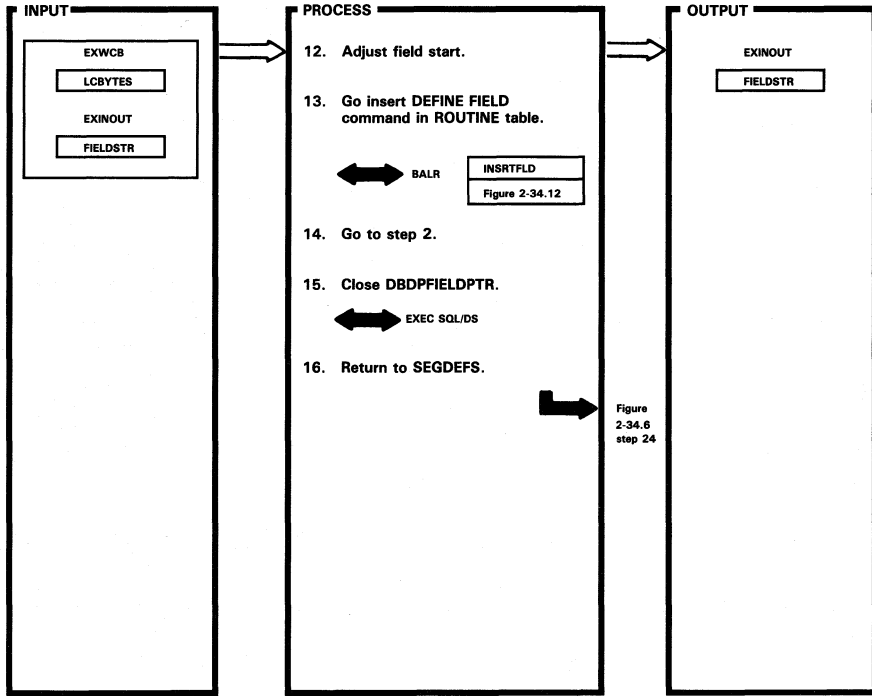 INPUT
EXWCB
LCBYTES
EXINOUT
FIELDSTR
PROCESS
12. Adjust field start.
13. Go insert DEFINE FIELD
command in ROUTINE table.
BALR
INSRTFLD
Figure 2-34.12
14. Go to step 2.
15. Close DBDPFIELDPTR.
EXEC SQL/DS
16. Return to SEGDEFS.
Figure
2-34.6
step 24
OUTPUT
EXINOUT
FIELDSTR